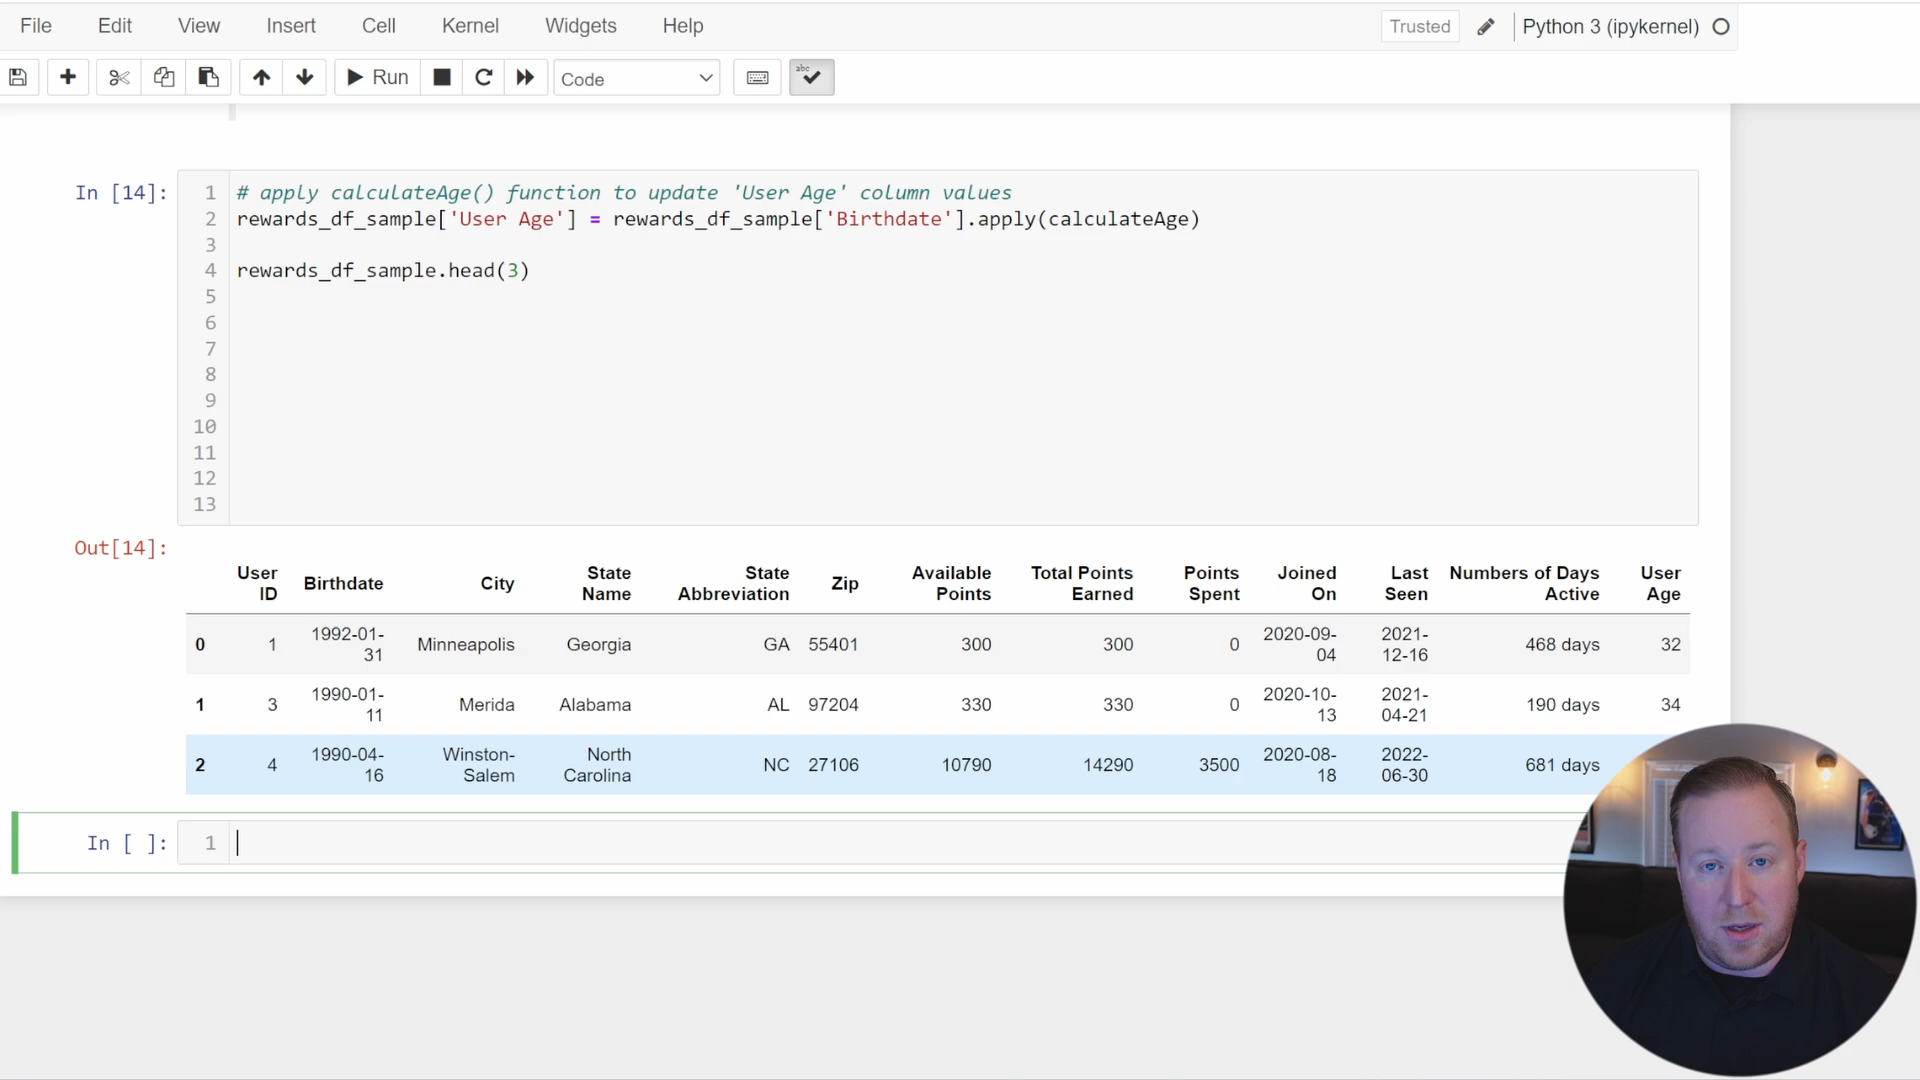 File Edit View Insert Cell Kernel Widgets Help Trusted Python 3 (ipykernel)
Run Code abc
In [14]:
1 # apply calculateAge() function to update 'User Age' column values
2 rewards_df_sample['User Age'] = rewards_df_sample['Birthdate'].apply(calculateAge)
3
4 rewards_df_sample.head(3)
5
6
7
8
9
10
11
12
13
Out[14]:
User ID Birthdate City State Name State Abbreviation Zip Available Points Total Points Earned Points Spent Joined On Last Seen Numbers of Days Active User Age
0 1 1992-01-31 Minneapolis Georgia GA 55401 300 300 0 2020-09-04 2021-12-16 468 days 32
1 3 1990-01-11 Merida Alabama AL 97204 330 330 0 2020-10-13 2021-04-21 190 days 34
2 4 1990-04-16 Winston-Salem North Carolina NC 27106 10790 14290 3500 2020-08-18 2022-06-30 681 days
In [ ]: 1